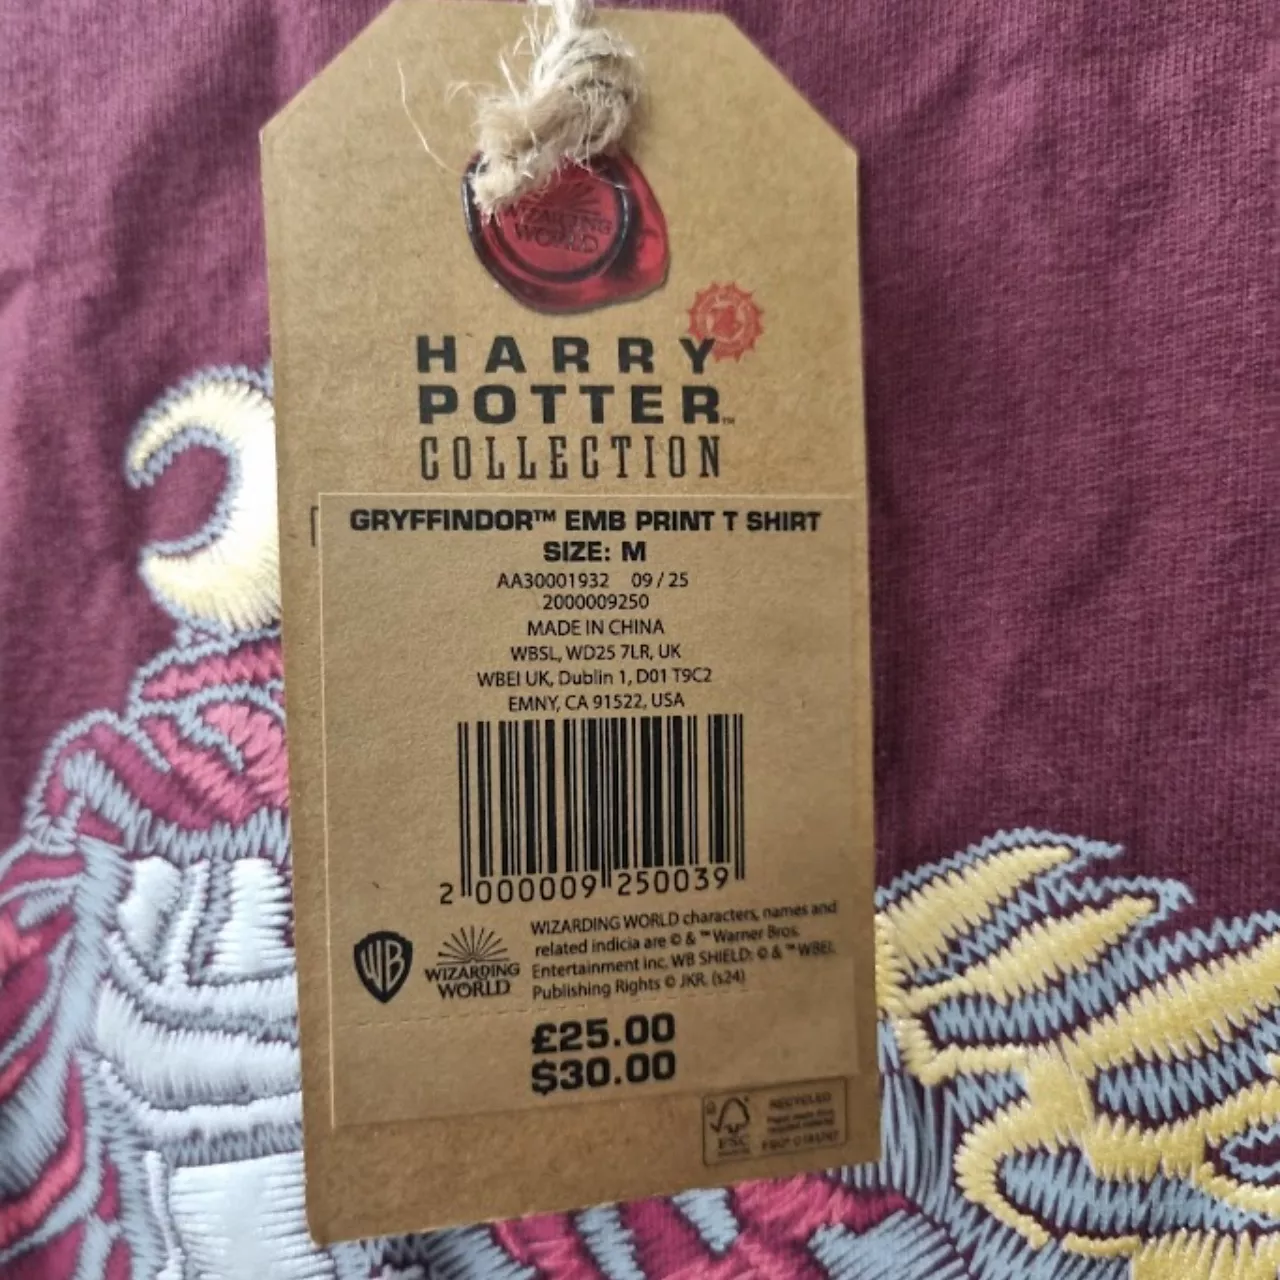 WIZARDING
WORLD
HARRY
POTTER™
COLLECTION
GRYFFINDOR™ EMB PRINT T SHIRT
SIZE: M
AA30001932 09 / 25
2000009250
MADE IN CHINA
WBSL, WD25 7LR, UK
WBEI UK, Dublin 1, D01 T9C2
EMNY, CA 91522, USA
2 000009 250039
WB
WIZARDING
WORLD
WIZARDING WORLD characters, names and
related indicia are © & ™ Warner Bros.
Entertainment Inc. WB SHIELD: © & ™ WBEI.
Publishing Rights © JKR. (s24)
£25.00
$30.00
FSC
RECYCLED